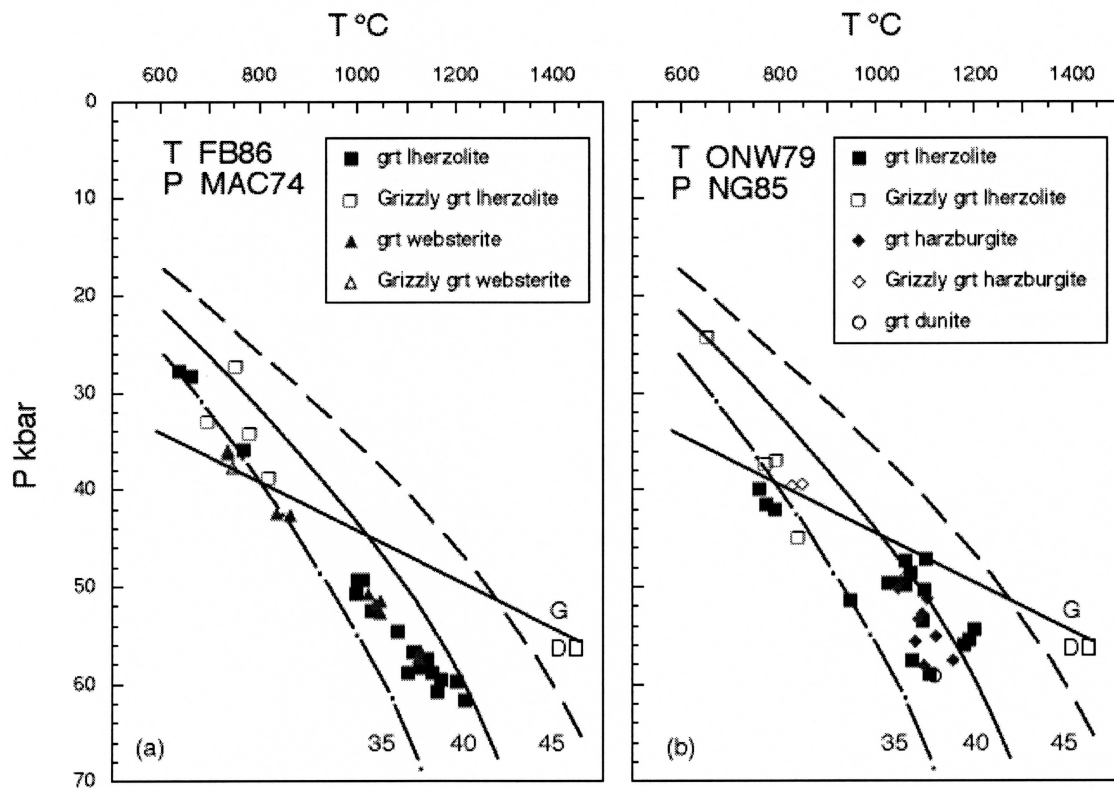 T °C
T °C
600 800 1000 1200 1400
600 800 1000 1200 1400
0
10
20
30
40
50
60
70
P kbar
T FB86
P MAC74
grt lherzolite
Grizzly grt lherzolite
grt websterite
Grizzly grt websterite
G
D
35 40 45
(a)
T ONW79
P NG85
grt lherzolite
Grizzly grt lherzolite
grt harzburgite
Grizzly grt harzburgite
grt dunite
G
D
35 40 45
(b)